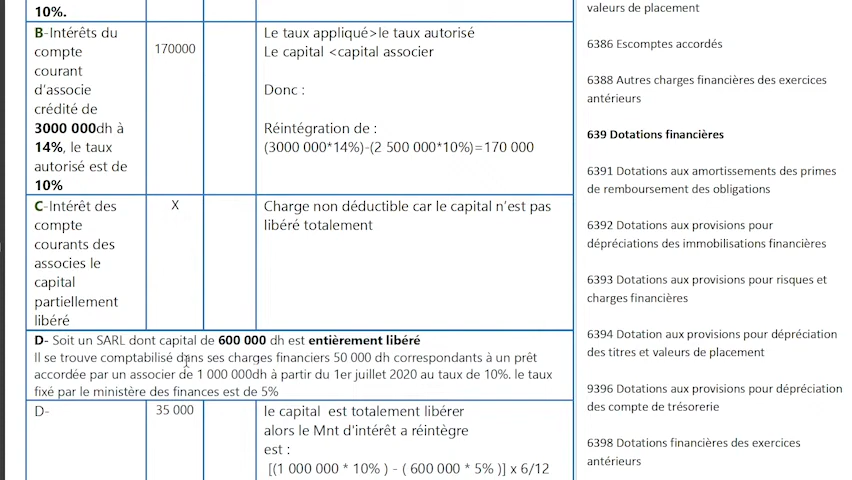 10%.
B-Intérêts du
compte
courant
d'associe
crédité de
3000 000dh à
14%, le taux
autorisé est de
10%
170000
Le taux appliqué>le taux autorisé
Le capital <capital associer
Donc :
Réintégration de :
(3000 000*14%)-(2 500 000*10%)=170 000
C-Intérêt des
compte
courants des
associes le
capital
partiellement
libéré
X
Charge non déductible car le capital n'est pas
libéré totalement
D- Soit un SARL dont capital de 600 000 dh est entièrement libéré
Il se trouve comptabilisé dans ses charges financiers 50 000 dh correspondants à un prêt
accordée par un associer de 1 000 000dh à partir du 1er juillet 2020 au taux de 10%. le taux
fixé par le ministère des finances est de 5%
D-
35 000
le capital est totalement libérer
alors le Mnt d'intérêt a réintègre
est :
[(1 000 000 * 10% ) - ( 600 000 * 5% )] x 6/12
valeurs de placement
6386 Escomptes accordés
6388 Autres charges financières des exercices
antérieurs
639 Dotations financières
6391 Dotations aux amortissements des primes
de remboursement des obligations
6392 Dotations aux provisions pour
dépréciations des immobilisations financières
6393 Dotations aux provisions pour risques et
charges financières
6394 Dotation aux provisions pour dépréciation
des titres et valeurs de placement
9396 Dotations aux provisions pour dépréciation
des compte de trésorerie
6398 Dotations financières des exercices
antérieurs